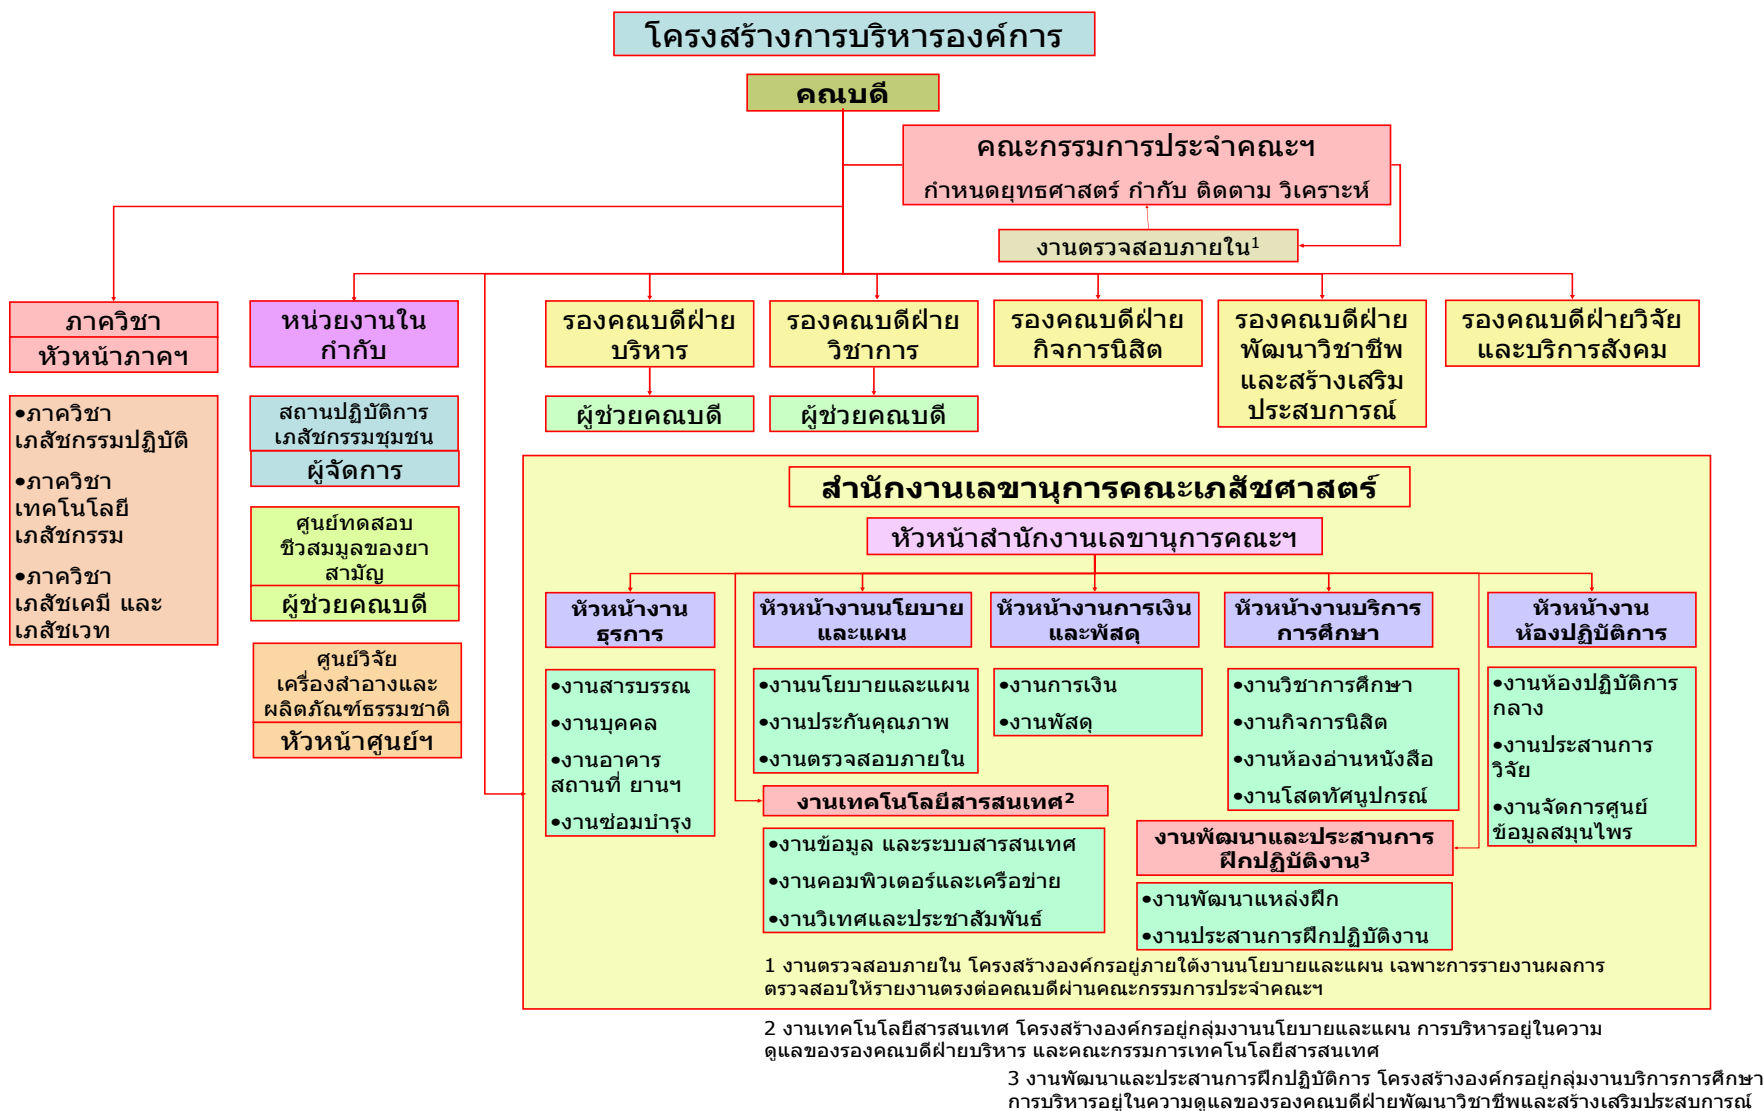 โครงสร้างการบริหารองค์การ
คณบดี
คณะกรรมการประจำคณะฯ
กำหนดยุทธศาสตร์ กำกับ ติดตาม วิเคราะห์
งานตรวจสอบภายใน1
ภาควิชา
หัวหน้าภาคฯ
•ภาควิชา
เภสัชกรรมปฏิบัติ
•ภาควิชา
เทคโนโลยี
เภสัชกรรม
•ภาควิชา
เภสัชเคมี และ
เภสัชเวท
หน่วยงานใน
กำกับ
สถานปฏิบัติการ
เภสัชกรรมชุมชน
ผู้จัดการ
ศูนย์ทดสอบ
ชีวสมมูลของยา
สามัญ
ผู้ช่วยคณบดี
ศูนย์วิจัย
เครื่องสำอางและ
ผลิตภัณฑ์ธรรมชาติ
หัวหน้าศูนย์ฯ
รองคณบดีฝ่าย
บริหาร
ผู้ช่วยคณบดี
รองคณบดีฝ่าย
วิชาการ
ผู้ช่วยคณบดี
รองคณบดีฝ่าย
กิจการนิสิต
รองคณบดีฝ่าย
พัฒนาวิชาชีพ
และสร้างเสริม
ประสบการณ์
รองคณบดีฝ่ายวิจัย
และบริการสังคม
สำนักงานเลขานุการคณะเภสัชศาสตร์
หัวหน้าสำนักงานเลขานุการคณะฯ
หัวหน้างาน
ธุรการ
•งานสารบรรณ
•งานบุคคล
•งานอาคาร
สถานที่ ยานฯ
•งานซ่อมบำรุง
หัวหน้างานนโยบาย
และแผน
•งานนโยบายและแผน
•งานประกันคุณภาพ
•งานตรวจสอบภายใน
หัวหน้างานการเงิน
และพัสดุ
•งานการเงิน
•งานพัสดุ
หัวหน้างานบริการ
การศึกษา
•งานวิชาการศึกษา
•งานกิจการนิสิต
•งานห้องอ่านหนังสือ
•งานโสตทัศนูปกรณ์
หัวหน้างาน
ห้องปฏิบัติการ
•งานห้องปฏิบัติการ
กลาง
•งานประสานการ
วิจัย
•งานจัดการศูนย์
ข้อมูลสมุนไพร
งานเทคโนโลยีสารสนเทศ2
•งานข้อมูล และระบบสารสนเทศ
•งานคอมพิวเตอร์และเครือข่าย
•งานวิเทศและประชาสัมพันธ์
งานพัฒนาและประสานการ
ฝึกปฏิบัติงาน3
•งานพัฒนาแหล่งฝึก
•งานประสานการฝึกปฏิบัติงาน
1 งานตรวจสอบภายใน โครงสร้างองค์กรอยู่ภายใต้งานนโยบายและแผน เฉพาะการรายงานผลการ
ตรวจสอบให้รายงานตรงต่อคณบดีผ่านคณะกรรมการประจำคณะฯ
2 งานเทคโนโลยีสารสนเทศ โครงสร้างองค์กรอยู่กลุ่มงานนโยบายและแผน การบริหารอยู่ในความ
ดูแลของรองคณบดีฝ่ายบริหาร และคณะกรรมการเทคโนโลยีสารสนเทศ
3 งานพัฒนาและประสานการฝึกปฏิบัติการ โครงสร้างองค์กรอยู่กลุ่มงานบริการการศึกษา
การบริหารอยู่ในความดูแลของรองคณบดีฝ่ายพัฒนาวิชาชีพและสร้างเสริมประสบการณ์